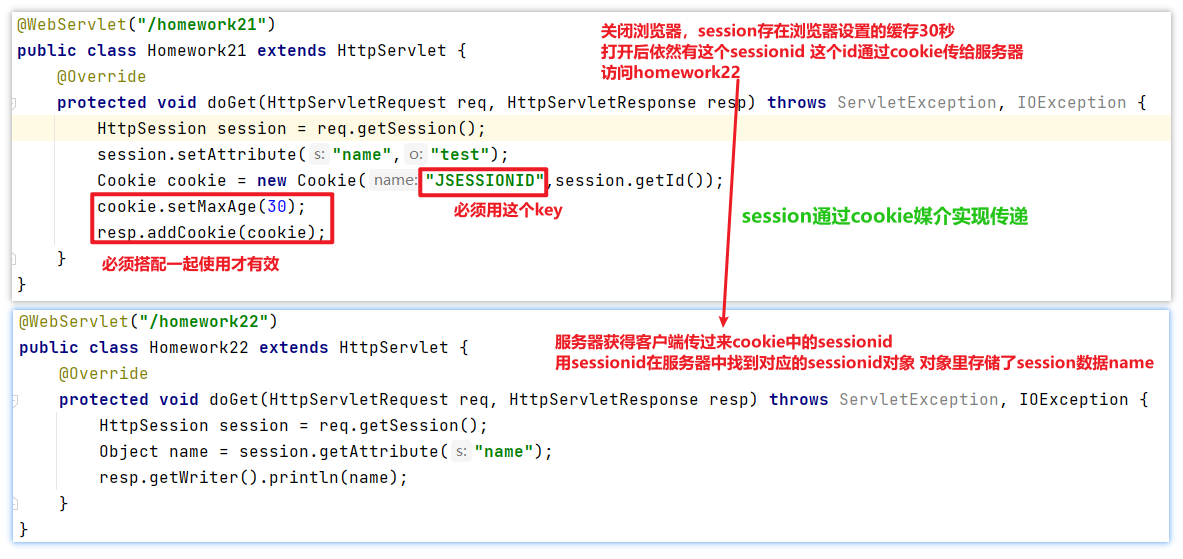 @WebServlet("/homework21")
public class Homework21 extends HttpServlet {
@Override
protected void doGet(HttpServletRequest req, HttpServletResponse resp) throws ServletException, IOException {
HttpSession session = req.getSession();
session.setAttribute( s: "name", o: "test");
Cookie cookie = new Cookie( name: "JSESSIONID",session.getId());
cookie.setMaxAge(30);
resp.addCookie(cookie);
}
}
关闭浏览器，session存在浏览器设置的缓存30秒
打开后依然有这个sessionid 这个id通过cookie传给服务器
访问homework22
必须用这个key
session通过cookie媒介实现传递
必须搭配一起使用才有效
@WebServlet("/homework22")
public class Homework22 extends HttpServlet {
@Override
protected void doGet(HttpServletRequest req, HttpServletResponse resp) throws ServletException, IOException {
HttpSession session = req.getSession();
Object name = session.getAttribute( s: "name");
resp.getWriter().println(name);
}
}
服务器获得客户端传过来cookie中的sessionid
用sessionid在服务器中找到对应的sessionid对象 对象里存储了session数据name